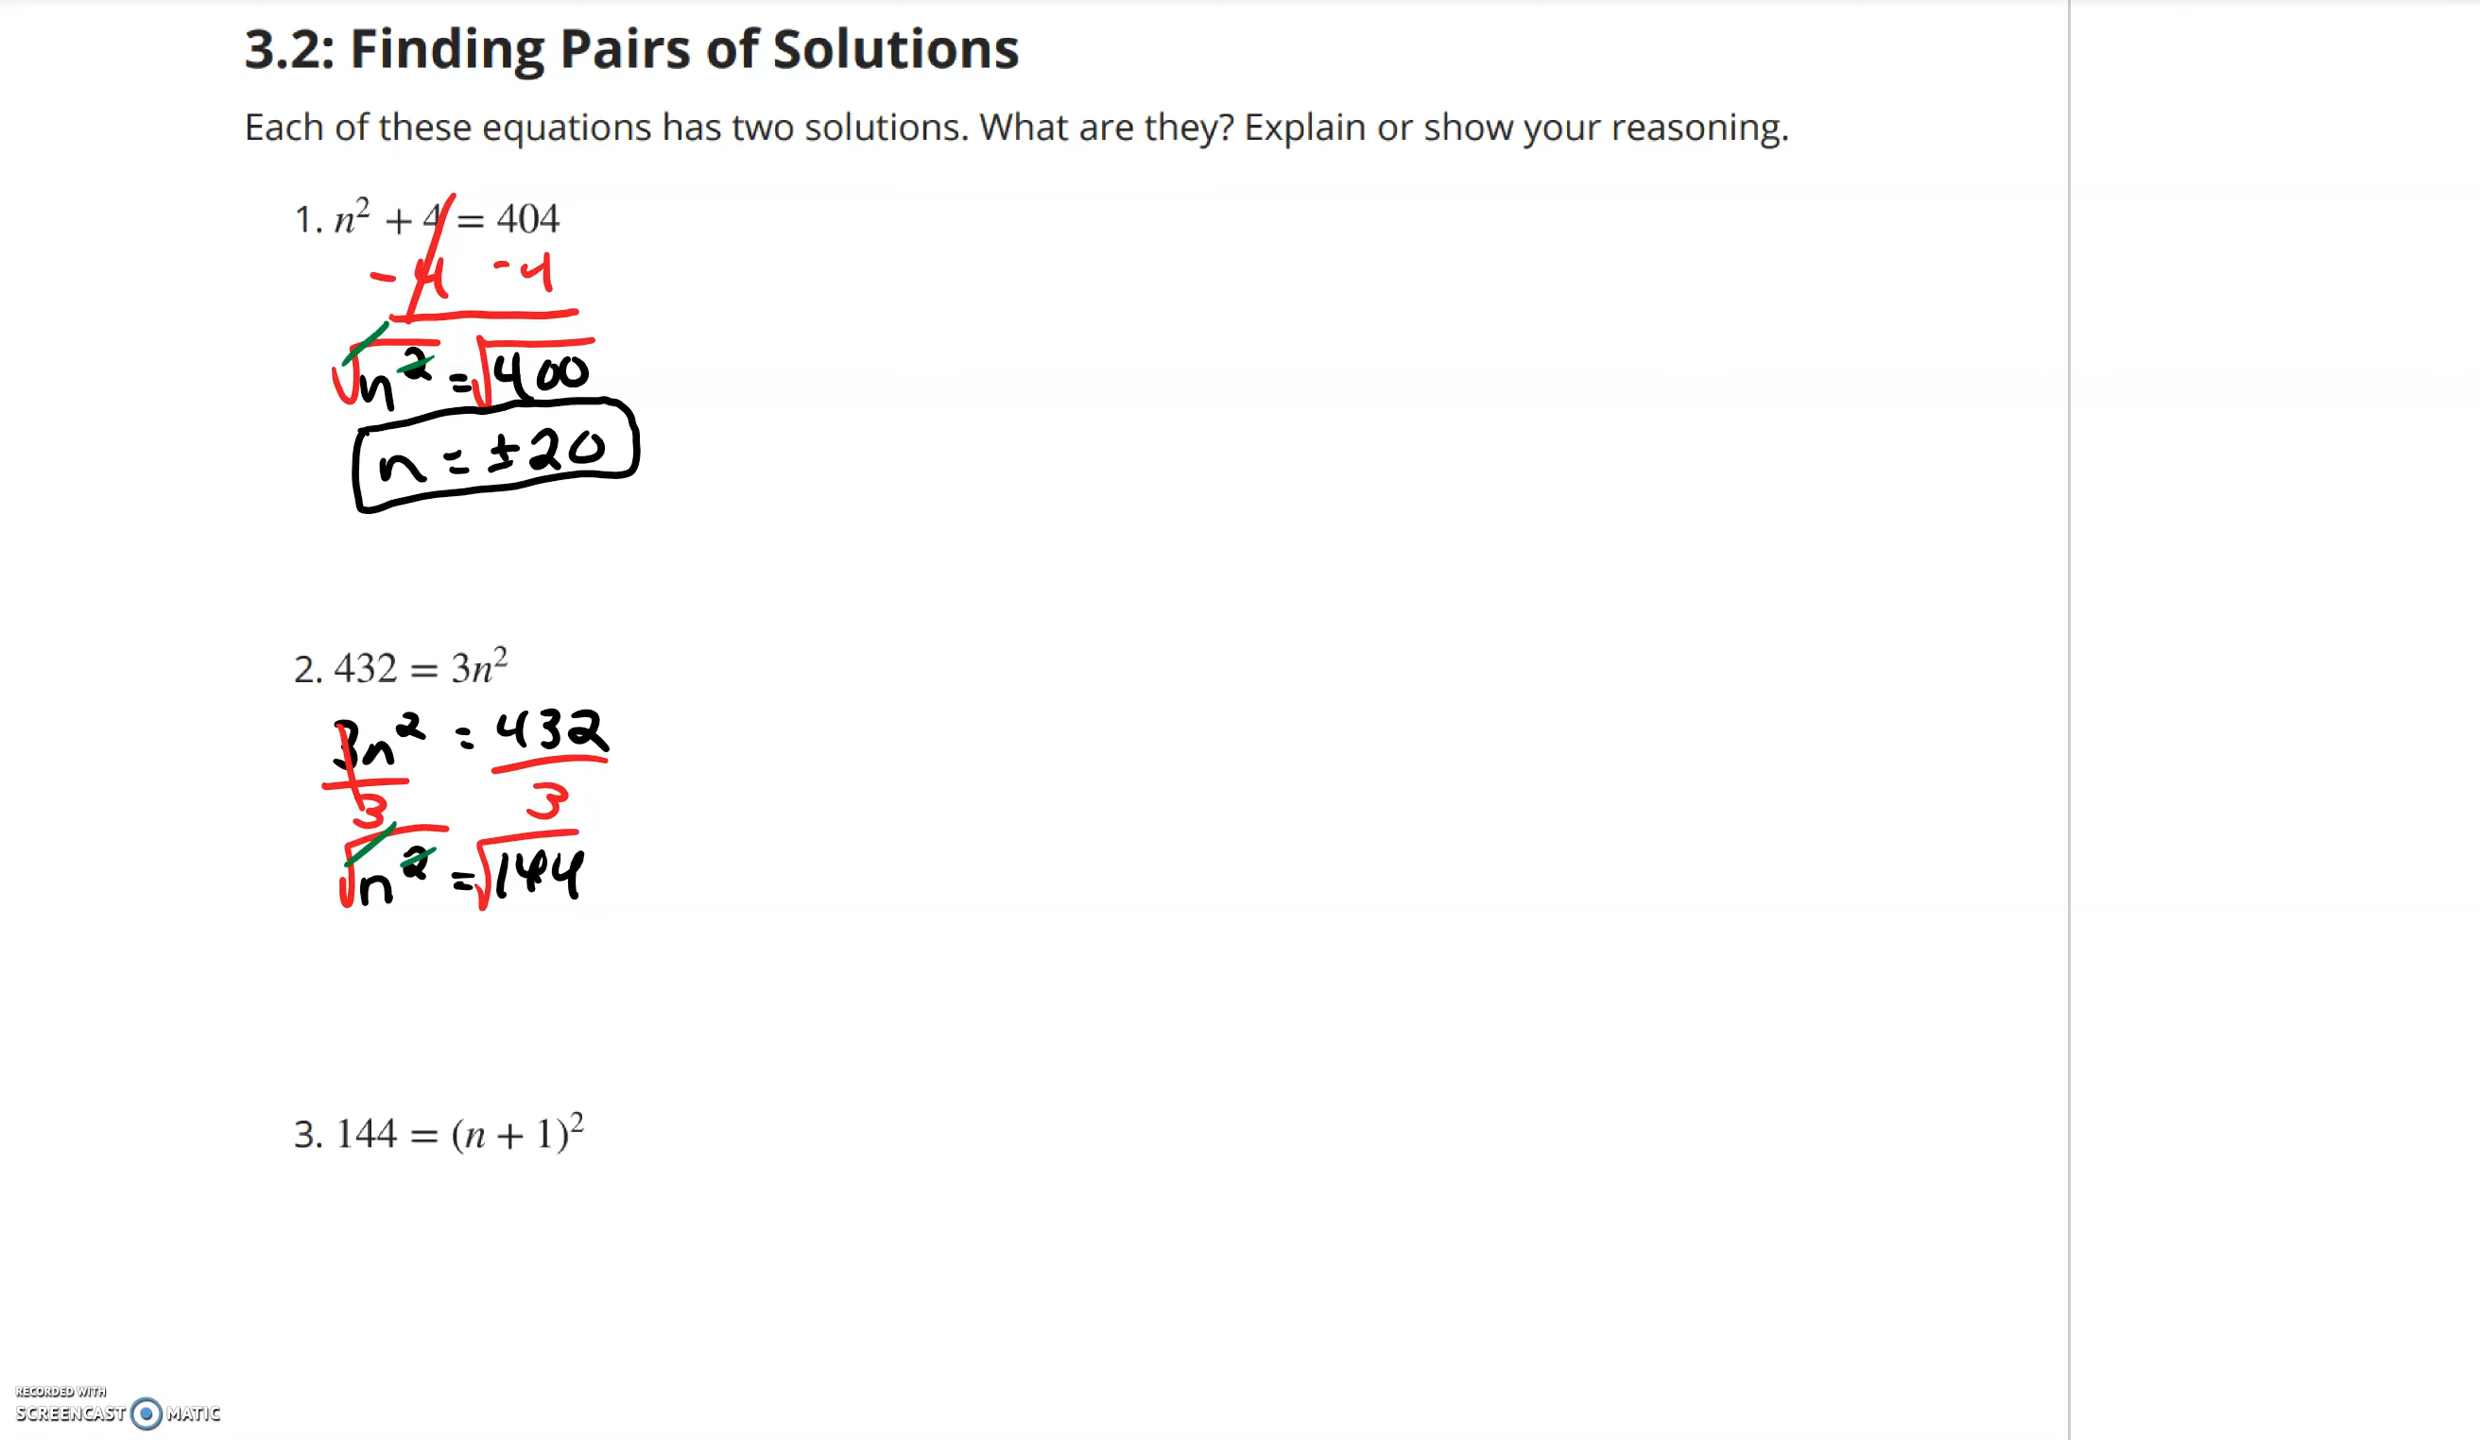 3.2: Finding Pairs of Solutions
Each of these equations has two solutions. What are they? Explain or show your reasoning.
1. n² + 4 = 404
- 4 - 4
√n² = √400
n = ±20
2. 432 = 3n²
3n² = 432
3 3
√n² = √144
3. 144 = (n + 1)²
RECORDED WITH
SCREENCAST MATIC